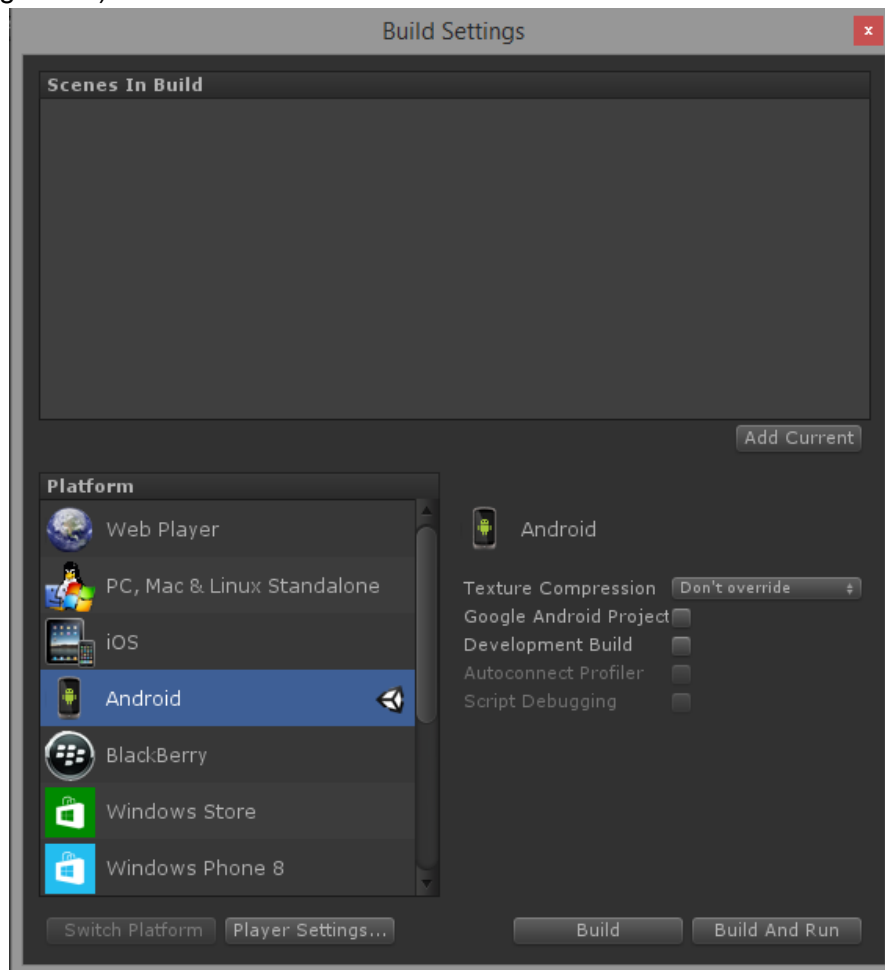 Build Settings
x
Scenes In Build
Add Current
Platform
Web Player
PC, Mac & Linux Standalone
iOS
Android
BlackBerry
Windows Store
Windows Phone 8
Android
Texture Compression Don't override
Google Android Project
Development Build
Autoconnect Profiler
Script Debugging
Switch Platform Player Settings... Build Build And Run